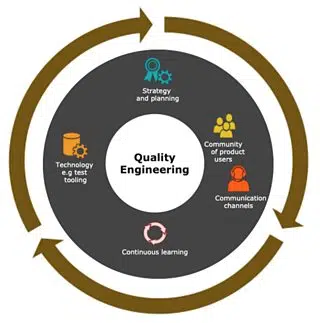 Strategy
and planning
Quality
Engineering
Community
of product
users
Technology
e.g test
tooling
Communication
channels
Continuous learning